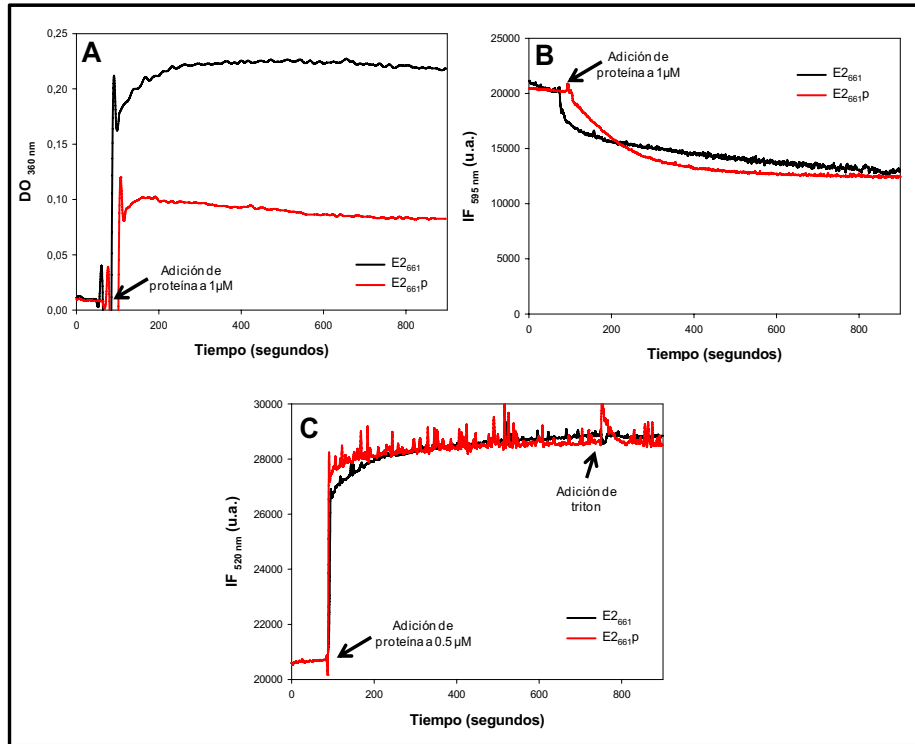 A
0,25
0,20
0,15
0,10
0,05
0,00
DO 360 nm
E2661
E2661p
Adición de
proteína a 1µM
0 200 400 600 800
Tiempo (segundos)
B
25000
20000
15000
10000
5000
0
IF 595 nm (u.a.)
Adición de
proteína a 1µM
E2661
E2661p
0 200 400 600 800
Tiempo (segundos)
C
30000
28000
26000
24000
22000
20000
IF 520 nm (u.a.)
Adición de
triton
Adición de
proteína a 0.5 µM
E2661
E2661p
0 200 400 600 800
Tiempo (segundos)